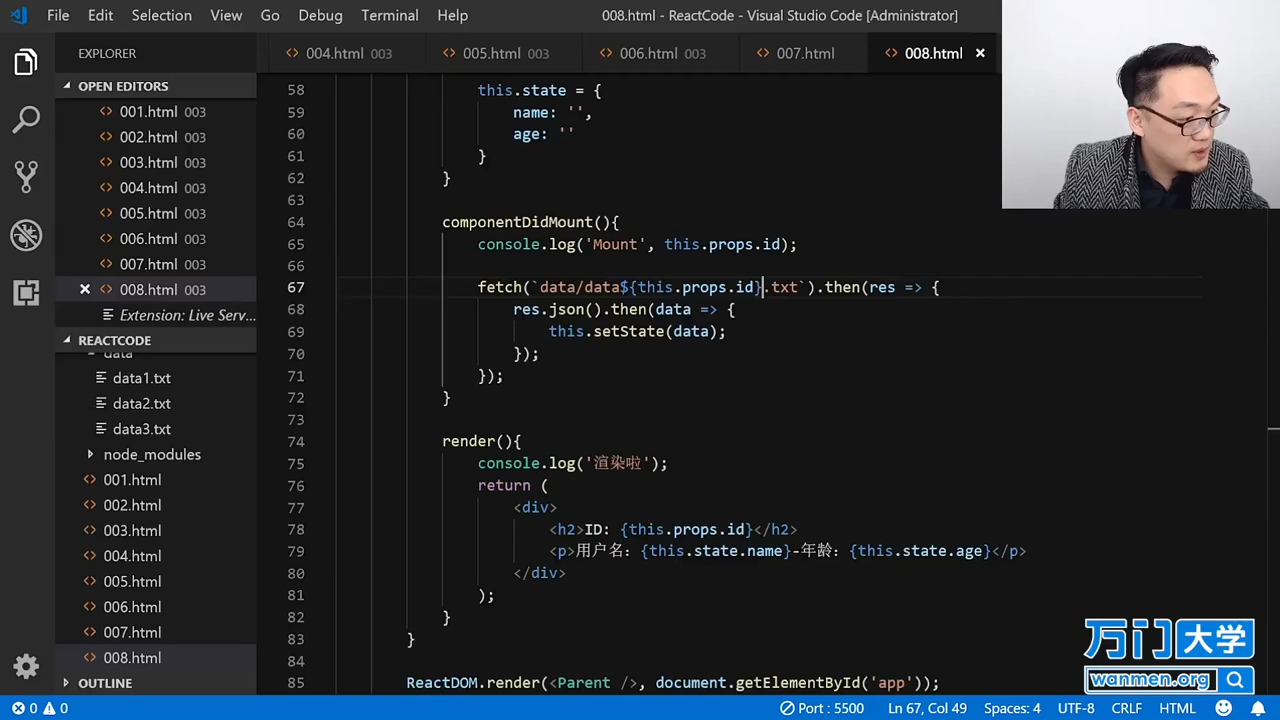 File Edit Selection View Go Debug Terminal Help 008.html - ReactCode - Visual Studio Code [Administrator]
EXPLORER
004.html 003 005.html 003 006.html 003 007.html 008.html
OPEN EDITORS
001.html 003
002.html 003
003.html 003
004.html 003
005.html 003
006.html 003
007.html 003
008.html 003
Extension: Live Serv...
REACTCODE
data
data1.txt
data2.txt
data3.txt
node_modules
001.html
002.html
003.html
004.html
005.html
006.html
007.html
008.html
OUTLINE
58 this.state = {
59 name: '',
60 age: ''
61 }
62 }
63
64 componentDidMount(){
65 console.log('Mount', this.props.id);
66
67 fetch(`data/data${this.props.id}.txt`).then(res => {
68 res.json().then(data => {
69 this.setState(data);
70 });
71 });
72 }
73
74 render(){
75 console.log('渲染啦');
76 return (
77 <div>
78 <h2>ID: {this.props.id}</h2>
79 <p>用户名: {this.state.name}-年龄: {this.state.age}</p>
80 </div>
81 );
82 }
83 }
84
85 ReactDOM.render(<Parent />, document.getElementById('app'));
万门大学
wanmen.org
0 0 Port : 5500 Ln 67, Col 49 Spaces: 4 UTF-8 CRLF HTML